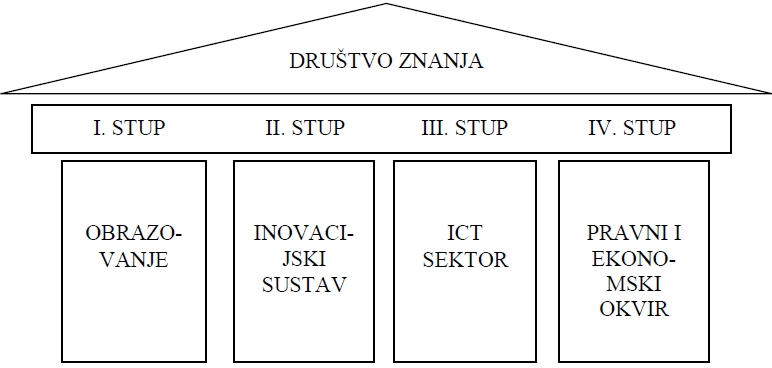 DRUŠTVO ZNANJA
I. STUP II. STUP III. STUP IV. STUP
OBRAZO-
VANJE
INOVACI-
JSKI
SUSTAV
ICT
SEKTOR
PRAVNI I
EKONO-
MSKI
OKVIR